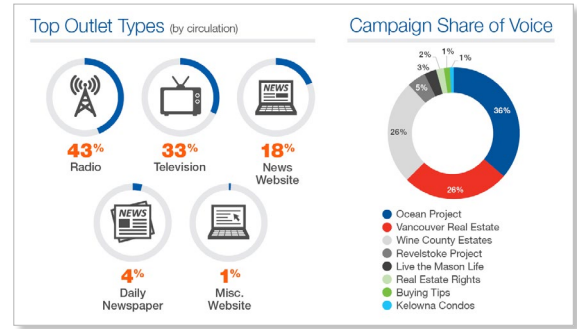 Top Outlet Types (by circulation)
NEWS
43%
Radio
33%
Television
18%
News
Website
NEWS
4%
Daily
Newspaper
1%
Misc.
Website
Campaign Share of Voice
1%
2%
1%
3%
5%
36%
26%
26%
Ocean Project
Vancouver Real Estate
Wine County Estates
Revelstoke Project
Live the Mason Life
Real Estate Rights
Buying Tips
Kelowna Condos